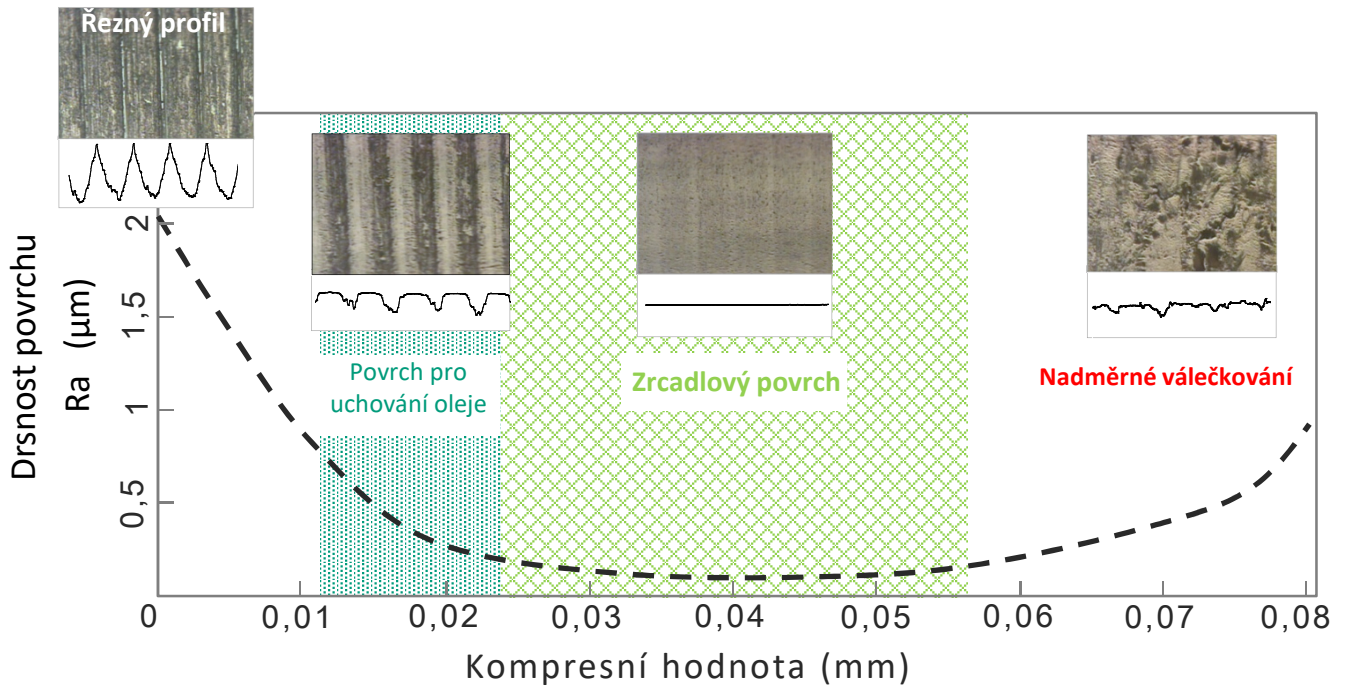 Řezný profil
Drsnost povrchu
Ra (μm)
2
1,5
1
0,5
Povrch pro
uchování oleje
Zrcadlový povrch
Nadměrné válečkování
0
0,01
0,02
0,03
0,04
0,05
0,06
0,07
0,08
Kompresní hodnota (mm)